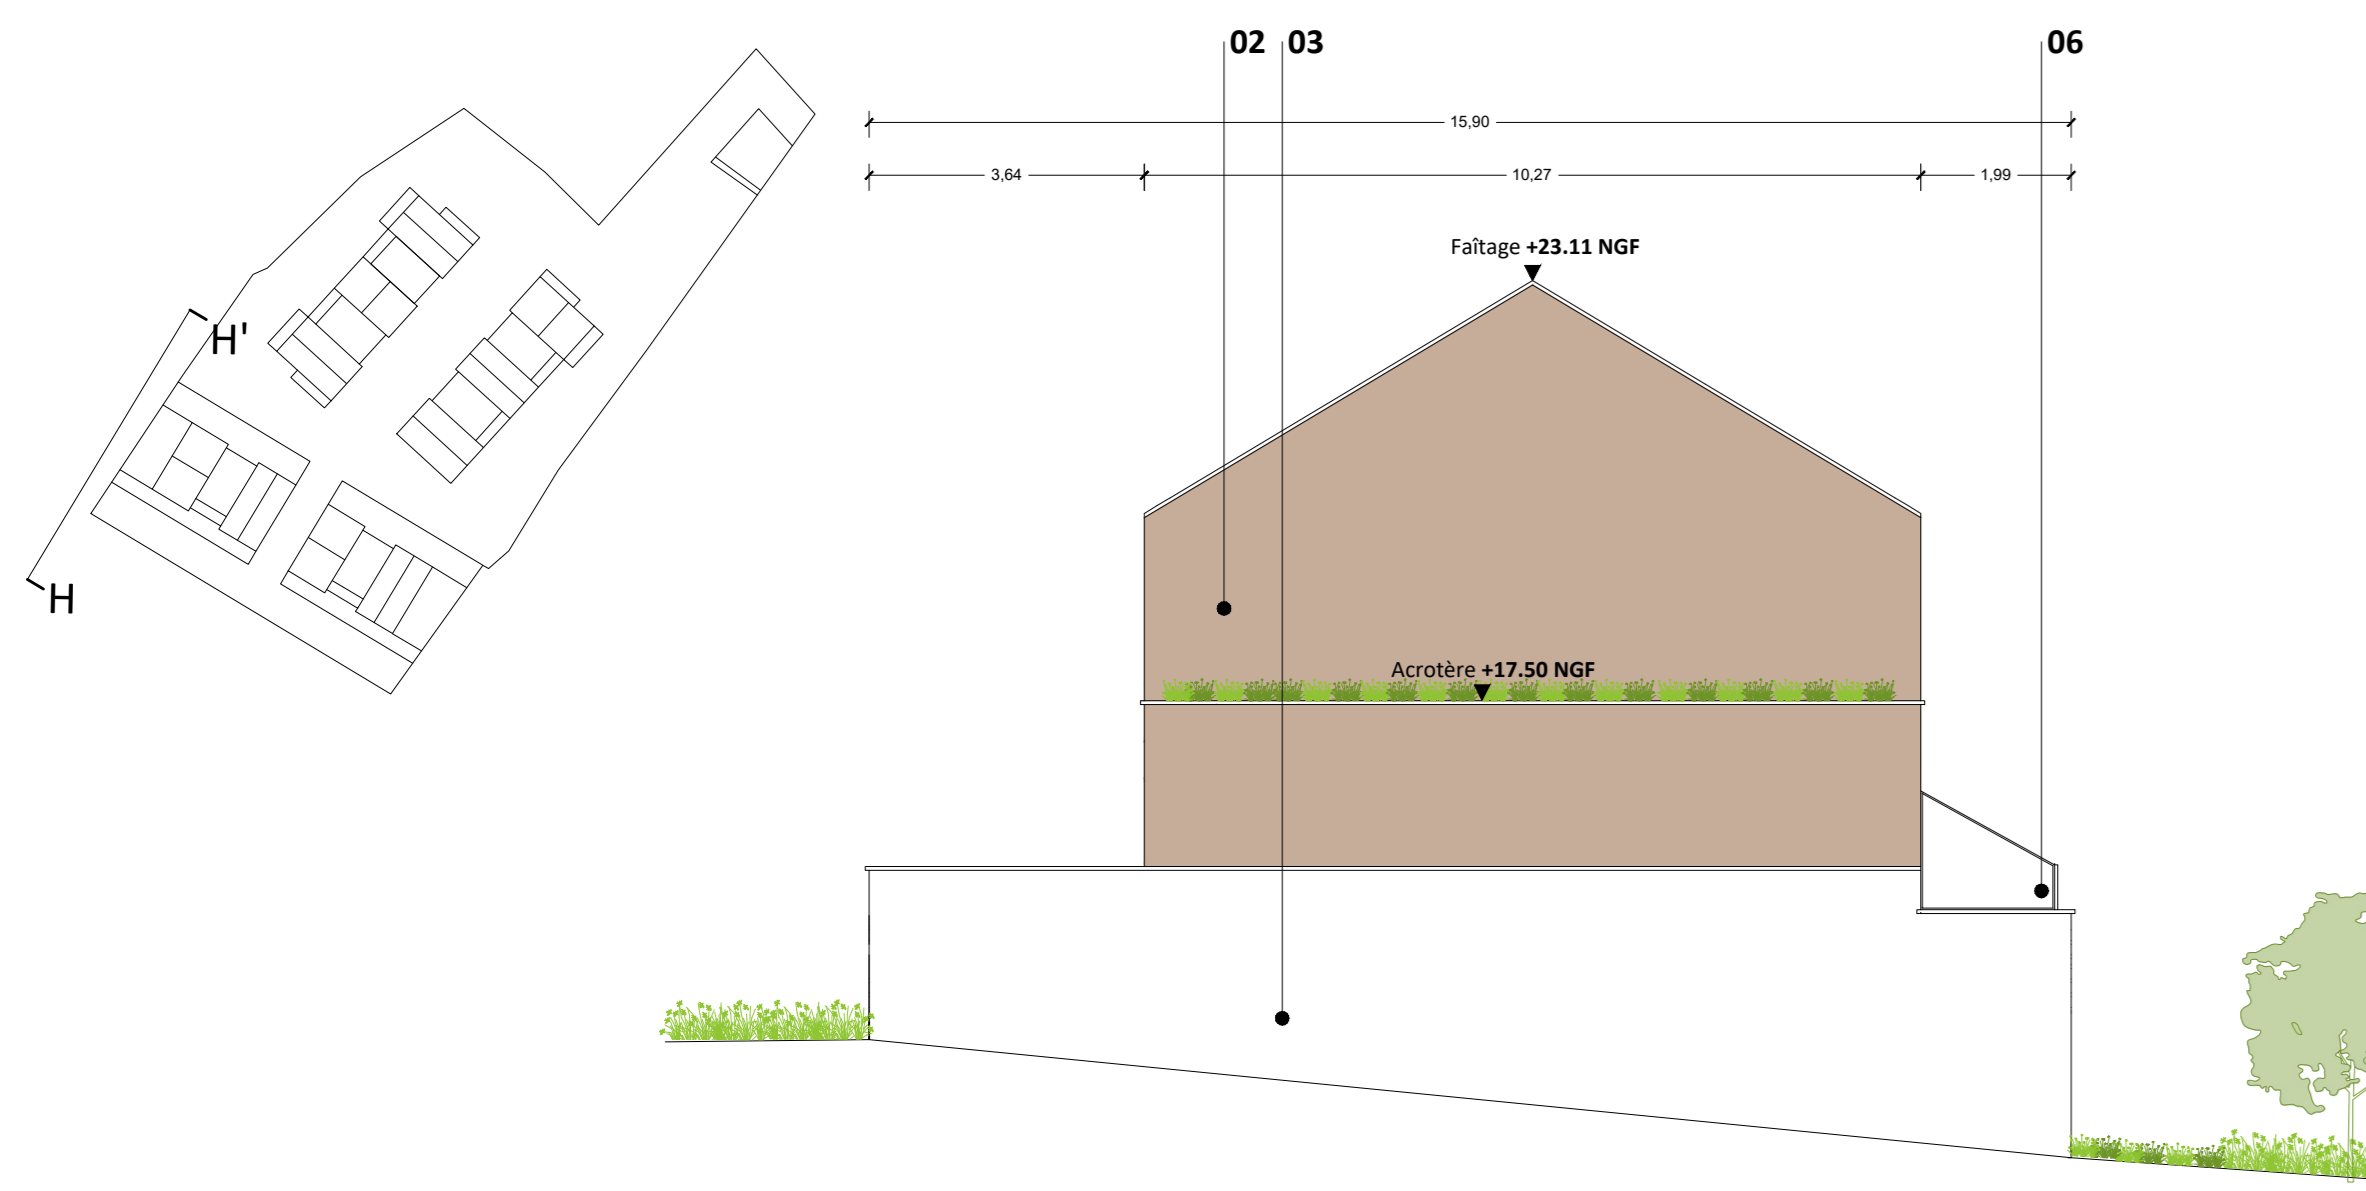 02 03 06
15,90
3,64 10,27 1,99
Faîtage +23.11 NGF
H'
H
Acrotère +17.50 NGF